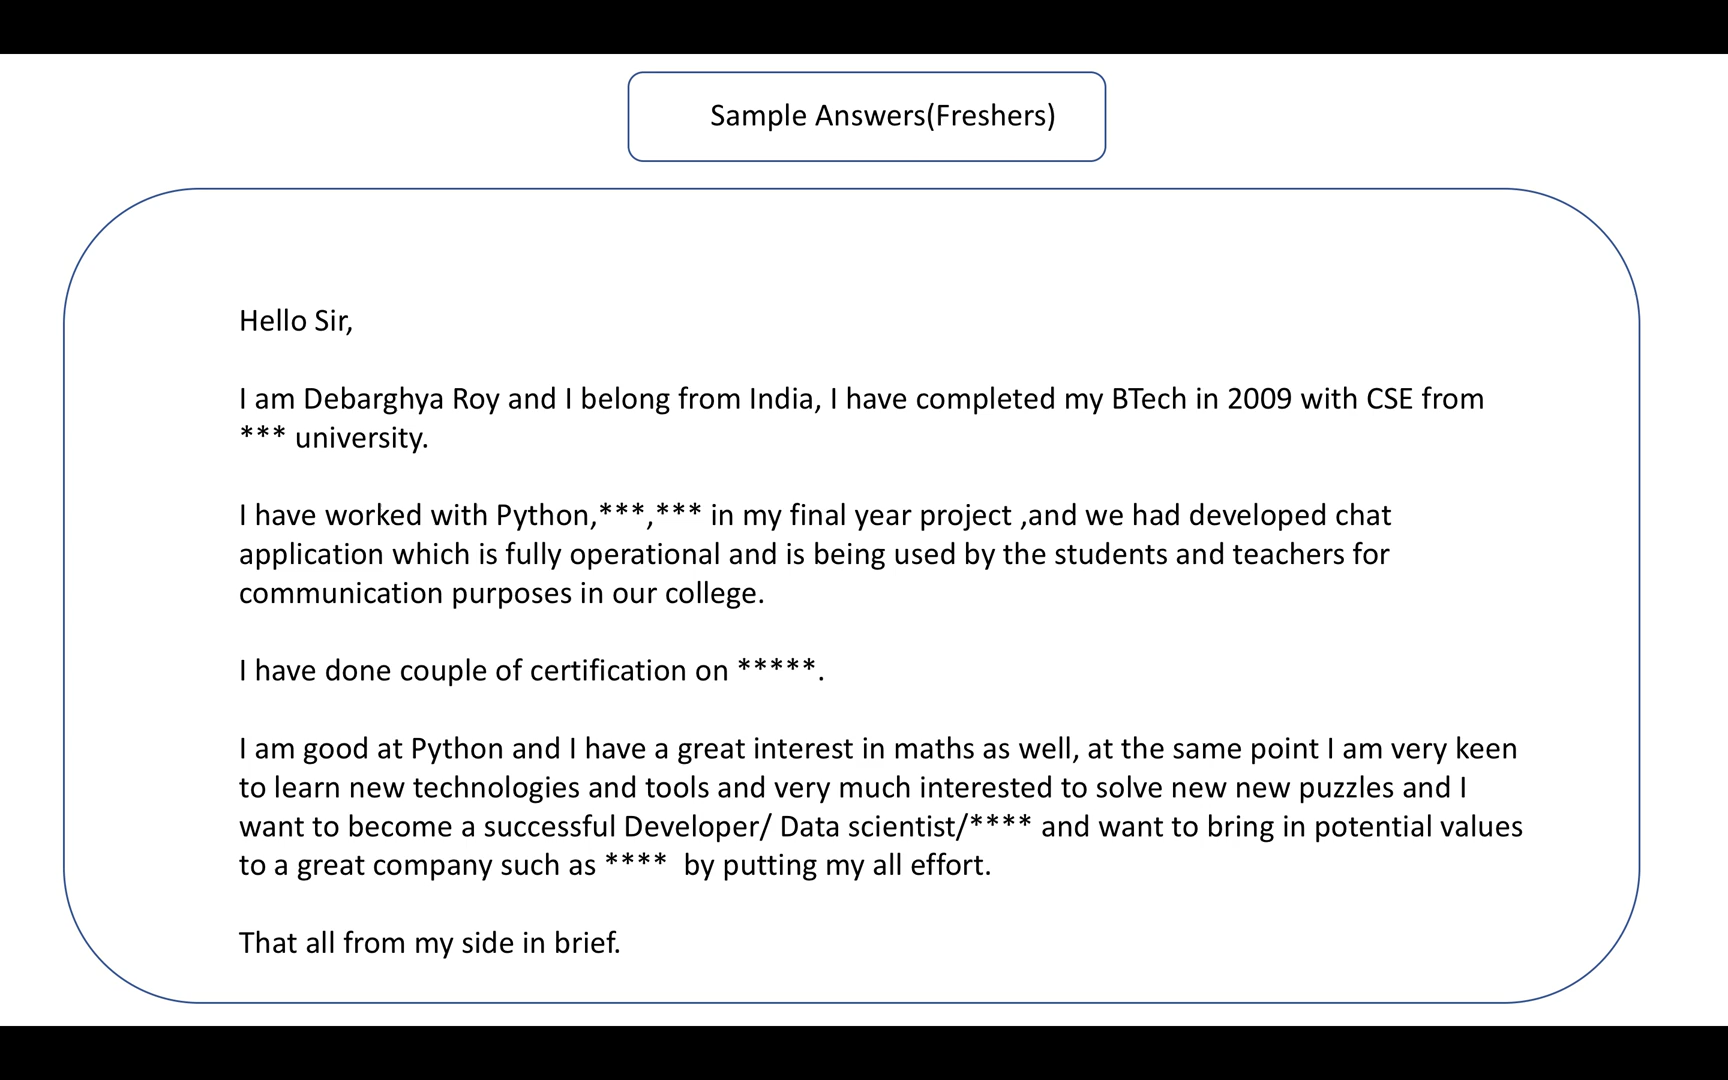 Sample Answers(Freshers)
Hello Sir,
I am Debarghya Roy and I belong from India, I have completed my BTech in 2009 with CSE from
*** university.
I have worked with Python,***,*** in my final year project ,and we had developed chat
application which is fully operational and is being used by the students and teachers for
communication purposes in our college.
I have done couple of certification on *****.
I am good at Python and I have a great interest in maths as well, at the same point I am very keen
to learn new technologies and tools and very much interested to solve new new puzzles and I
want to become a successful Developer/ Data scientist/**** and want to bring in potential values
to a great company such as ****  by putting my all effort.
That all from my side in brief.